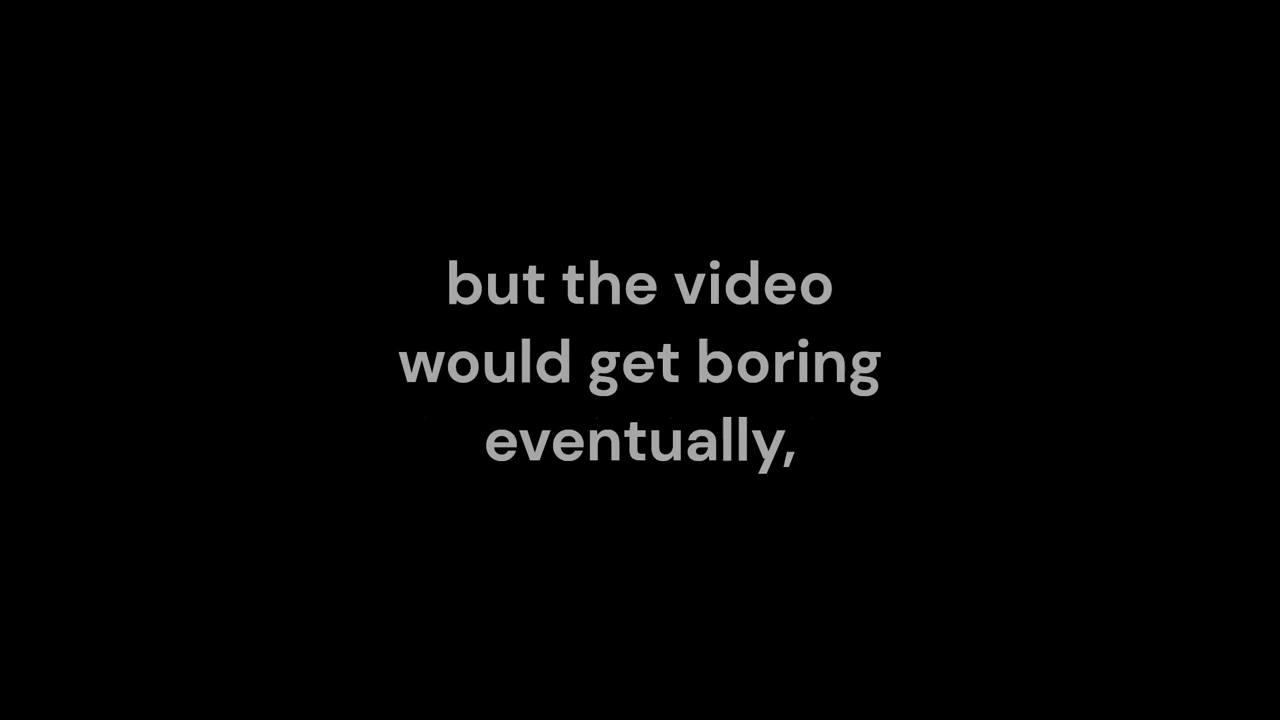 but the video
would get boring
eventually,